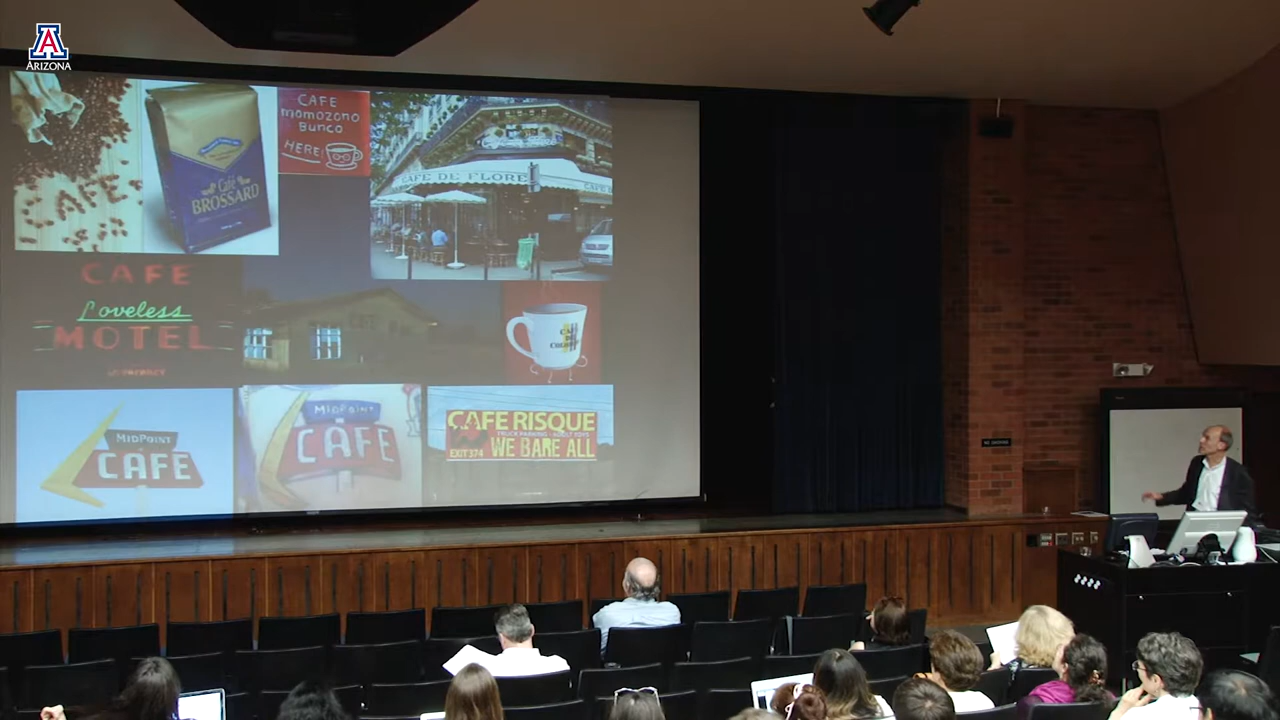 ARIZONA
CAFE
Café
BROSSARD
CAFE
momozono
Bunco
HERE!
CAFE DE FLORE
CAFE
Loveless
MOTEL
MIDPOINT
CAFE
MIDPOINT
CAFE
CAFE RISQUE
WE BARE ALL
EXIT 374